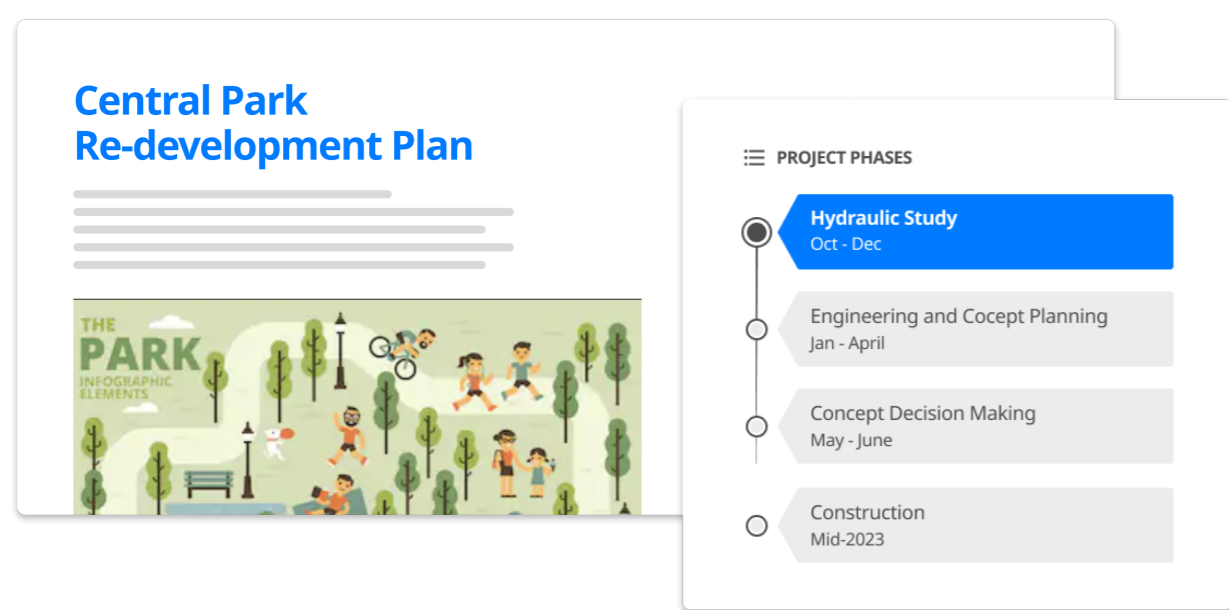 Central Park
Re-development Plan
THE
PARK
INFOGRAPHIC
ELEMENTS
PROJECT PHASES
Hydraulic Study
Oct - Dec
Engineering and Cocept Planning
Jan - April
Concept Decision Making
May - June
Construction
Mid-2023